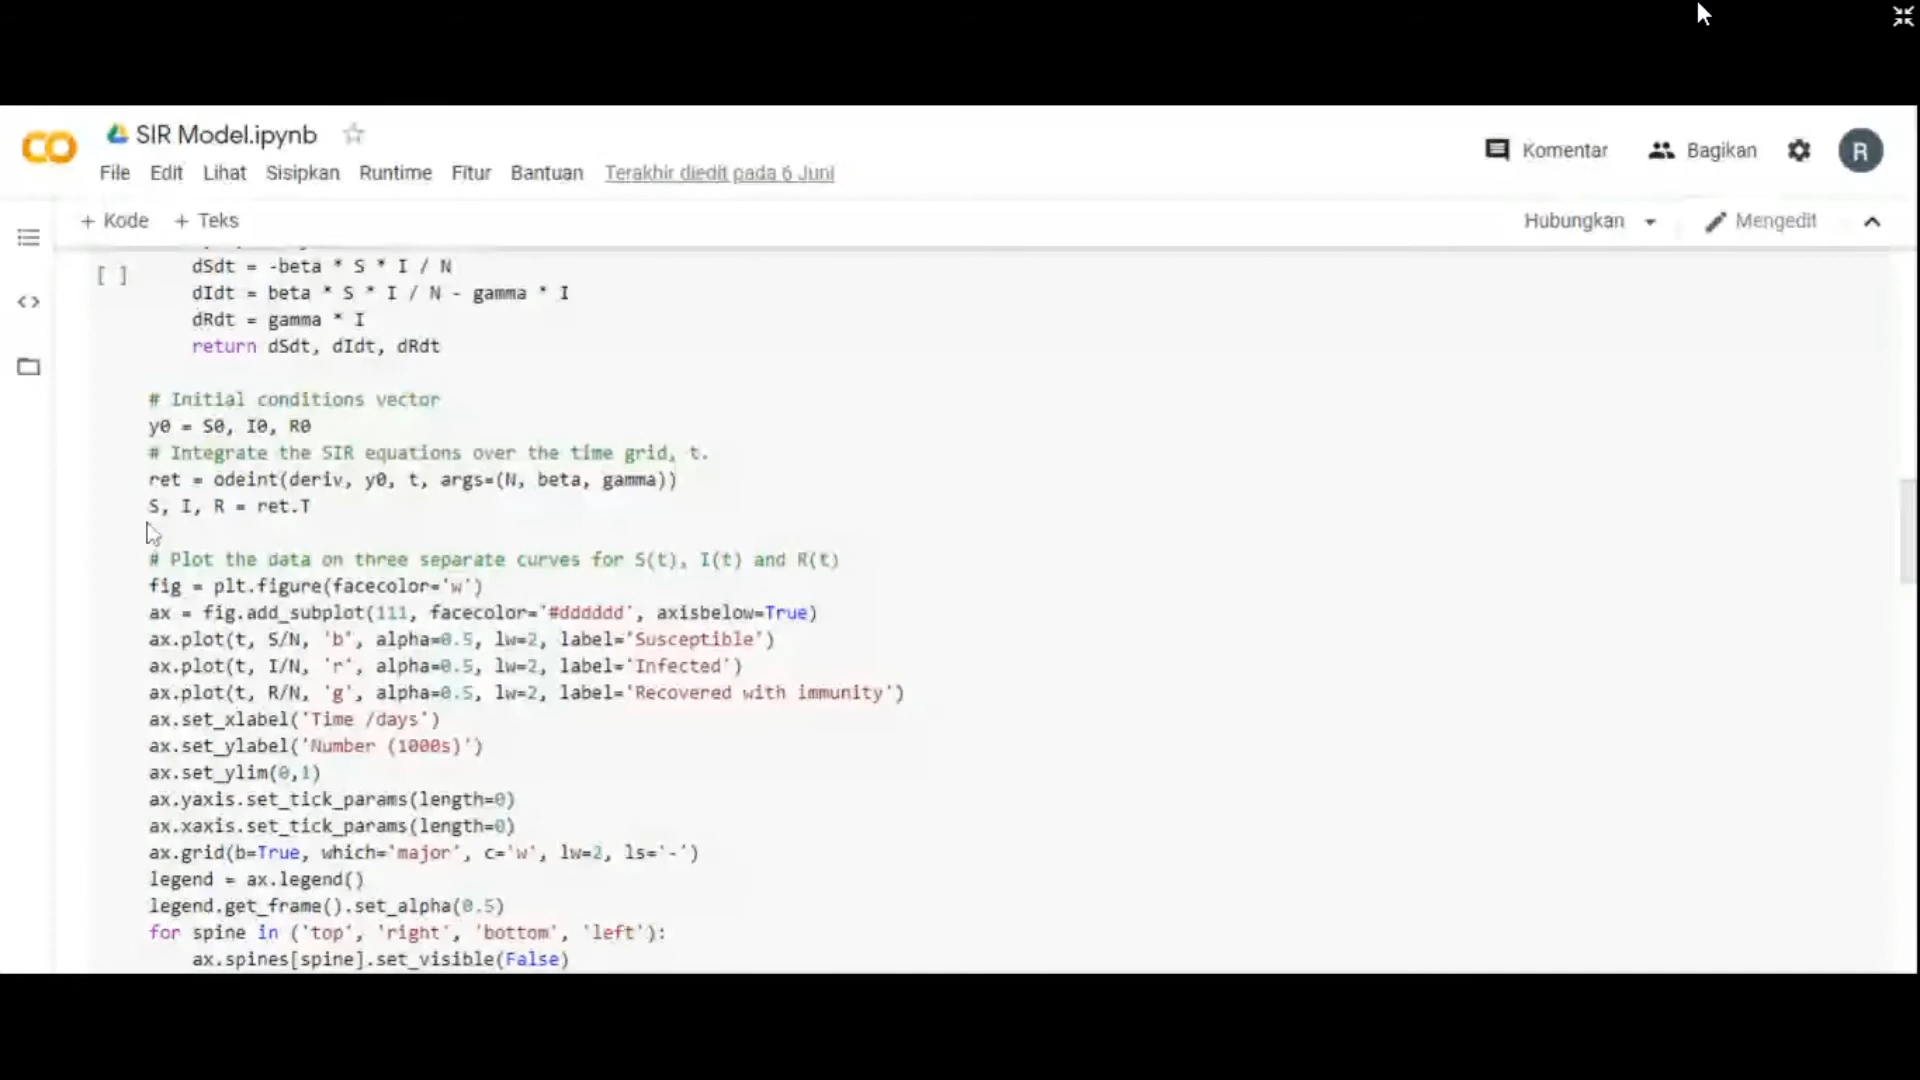 SIR Model.ipynb
File Edit Lihat Sisipkan Runtime Fitur Bantuan Terakhir diedit pada 6 Juni
Komentar Bagikan R
+ Kode + Teks
Hubungkan Mengedit
[ ]
dSdt = -beta * S * I / N
dIdt = beta * S * I / N - gamma * I
dRdt = gamma * I
return dSdt, dIdt, dRdt
# Initial conditions vector
y0 = S0, I0, R0
# Integrate the SIR equations over the time grid, t.
ret = odeint(deriv, y0, t, args=(N, beta, gamma))
S, I, R = ret.T
# Plot the data on three separate curves for S(t), I(t) and R(t)
fig = plt.figure(facecolor='w')
ax = fig.add_subplot(111, facecolor='#dddddd', axisbelow=True)
ax.plot(t, S/N, 'b', alpha=0.5, lw=2, label='Susceptible')
ax.plot(t, I/N, 'r', alpha=0.5, lw=2, label='Infected')
ax.plot(t, R/N, 'g', alpha=0.5, lw=2, label='Recovered with immunity')
ax.set_xlabel('Time /days')
ax.set_ylabel('Number (1000s)')
ax.set_ylim(0,1)
ax.yaxis.set_tick_params(length=0)
ax.xaxis.set_tick_params(length=0)
ax.grid(b=True, which='major', c='w', lw=2, ls='-')
legend = ax.legend()
legend.get_frame().set_alpha(0.5)
for spine in ('top', 'right', 'bottom', 'left'):
ax.spines[spine].set_visible(False)